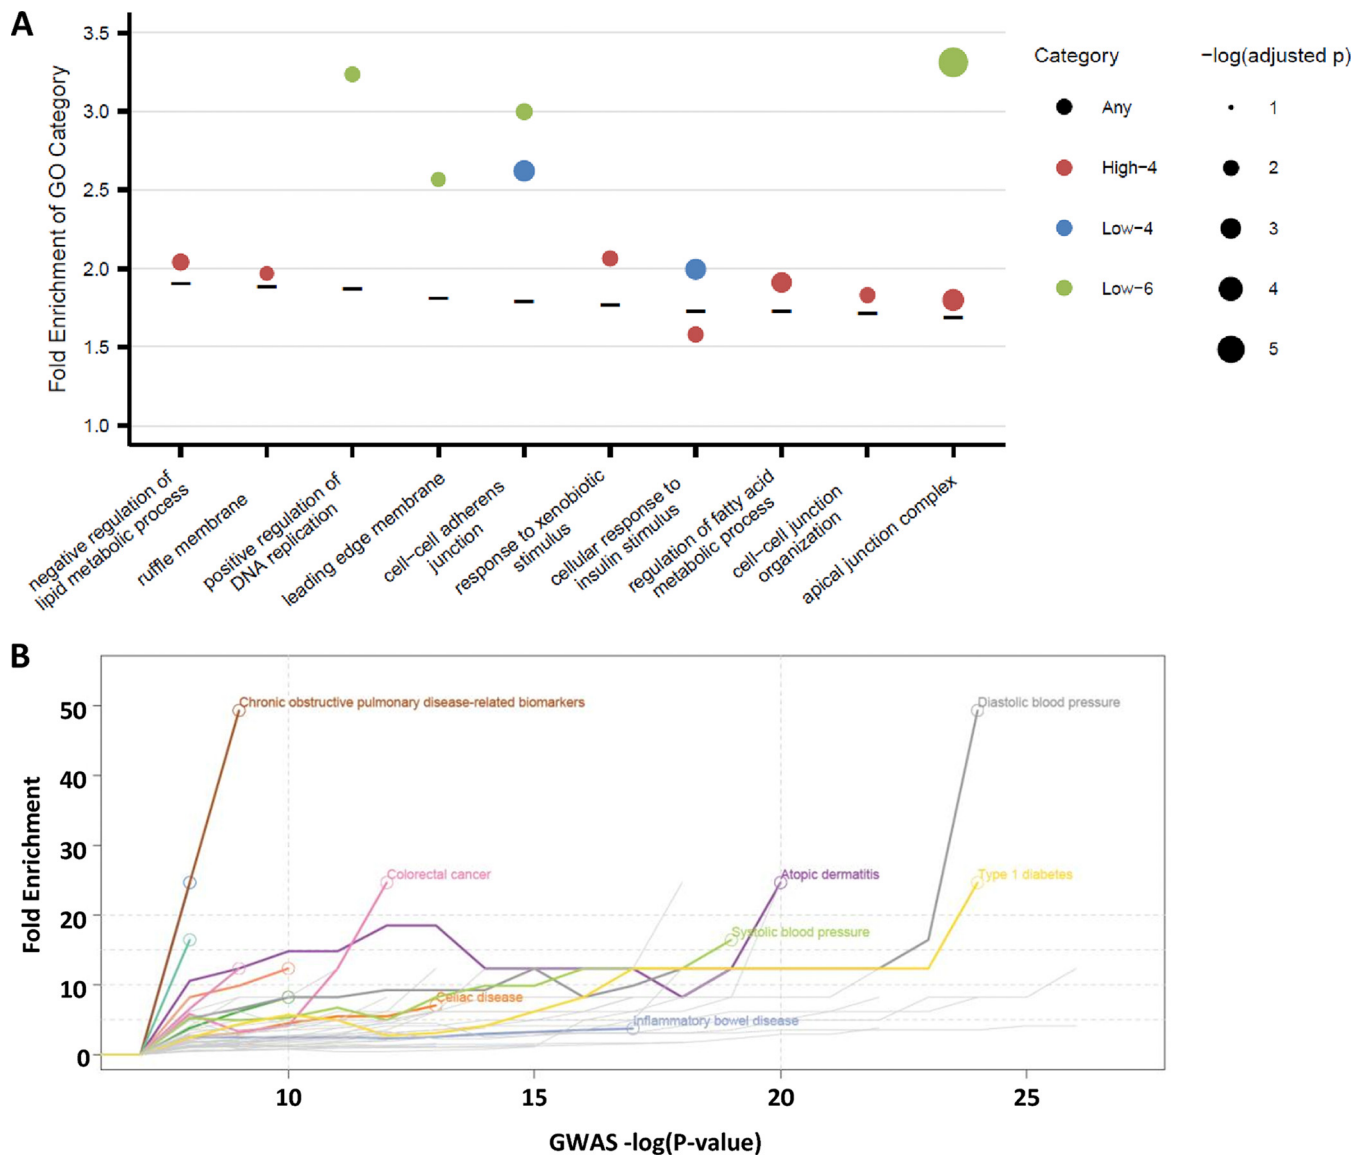 A
Fold Enrichment of GO Category
3.5
3.0
2.5
2.0
1.5
1.0
negative regulation of
lipid metabolic process
ruffle membrane
positive regulation of
DNA replication
leading edge membrane
cell−cell adherens
junction
response to xenobiotic
stimulus
cellular response to
insulin stimulus
regulation of fatty acid
metabolic process
cell−cell junction
organization
apical junction complex
Category
Any
High−4
Low−4
Low−6
−log(adjusted p)
1
2
3
4
5
B
Fold Enrichment
50
40
30
20
10
0
Chronic obstructive pulmonary disease-related biomarkers
Diastolic blood pressure
Colorectal cancer
Atopic dermatitis
Type 1 diabetes
Systolic blood pressure
Celiac disease
Inflammatory bowel disease
10
15
20
25
GWAS -log(P-value)